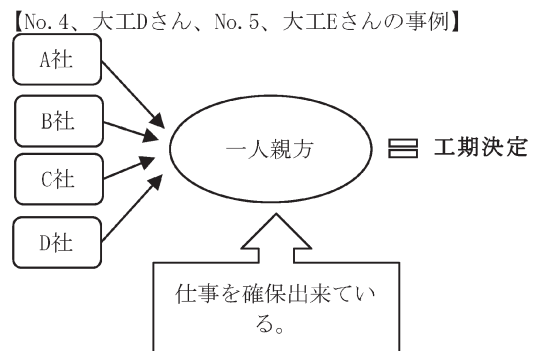 【No.4、大工Dさん、No.5、大工Eさんの事例】
A社
B社
C社
D社
一人親方
= 工期決定
仕事を確保出来てい
る。